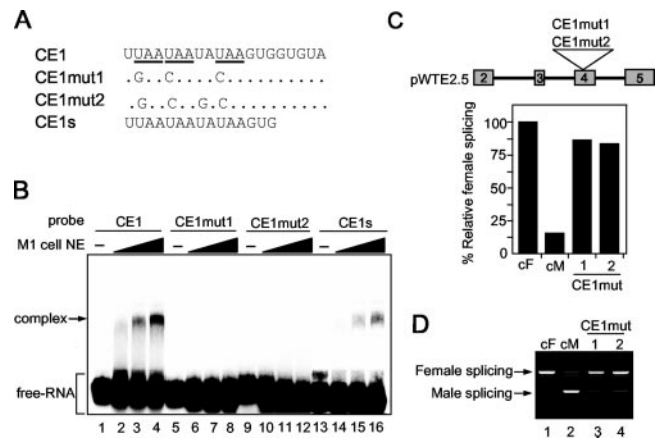 A
CE1 UUAAUAAUAUAAGUGGUGUA
CE1mut1 .G.C...C..........
CE1mut2 .G.C.G.C..........
CE1s UUAAUAAUAUAAGUG
B
probe CE1 CE1mut1 CE1mut2 CE1s
M1 cell NE – – – –
complex
free-RNA
1 2 3 4 5 6 7 8 9 10 11 12 13 14 15 16
C
CE1mut1
CE1mut2
pWTE2.5 2 3 4 5
% Relative female splicing
100
75
50
25
0
cF cM 1 2
CE1mut
D
CE1mut
cF cM 1 2
Female splicing
Male splicing
1 2 3 4